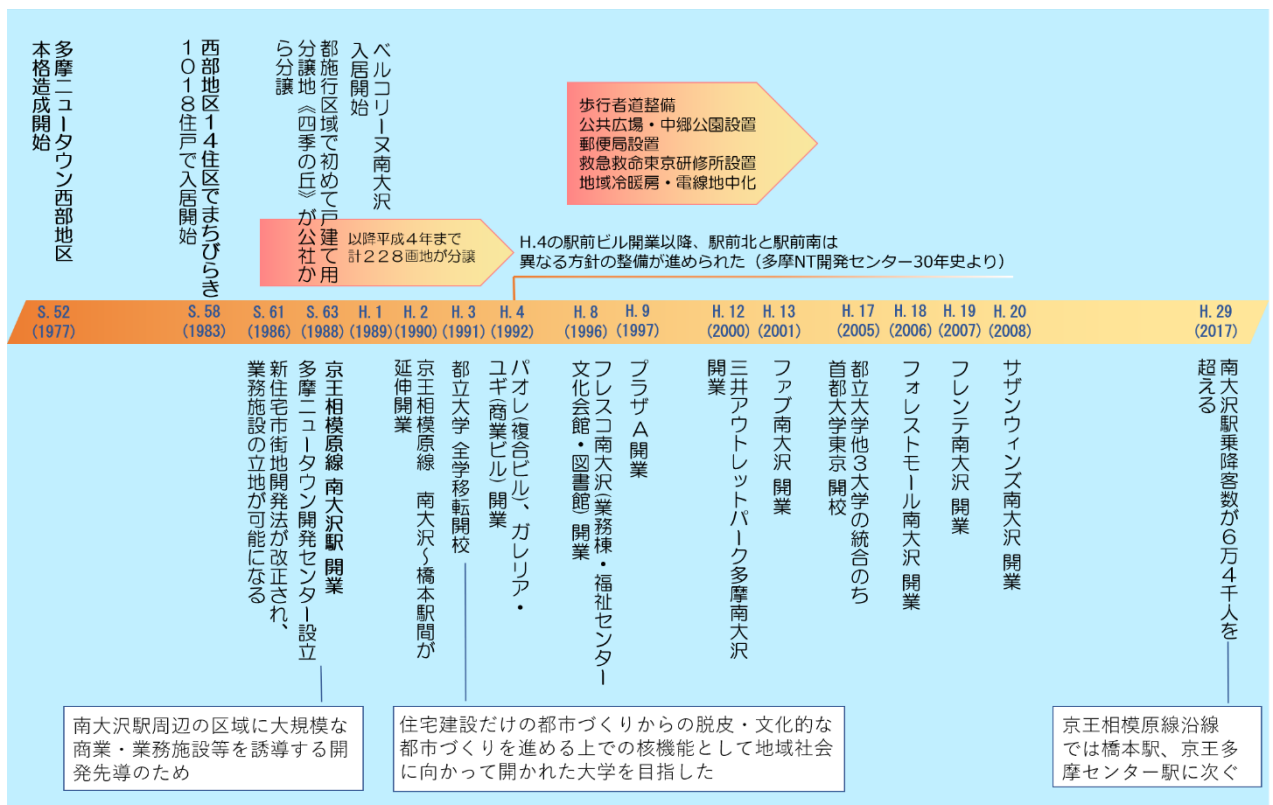 多摩ニュータウン西部地区
本格造成開始
西部地区１４住区でまちびらき
１０１８住戸で入居開始
都施行区域で初めて戸建て用
分譲地《四季の丘》が公社か
ら分譲
ベルコリーヌ南大沢
入居開始
歩行者道整備
公共広場・中郷公園設置
郵便局設置
救急救命東京研修所設置
地域冷暖房・電線地中化
以降平成４年まで
計２２８画地が分譲
H.4の駅前ビル開業以降、駅前北と駅前南は
異なる方針の整備が進められた（多摩NT開発センター30年史より）
S. 52
(1977)
S. 58
(1983)
S. 61
(1986)
S. 63
(1988)
H. 1
(1989)
H. 2
(1990)
H. 3
(1991)
H. 4
(1992)
H. 8
(1996)
H. 9
(1997)
H. 12
(2000)
H. 13
(2001)
H. 17
(2005)
H. 18
(2006)
H. 19
(2007)
H. 20
(2008)
H. 29
(2017)
新住宅市街地開発法が改正され、
業務施設の立地が可能になる
京王相模原線 南大沢駅 開業
多摩ニュータウン開発センター設立
京王相模原線　南大沢～橋本駅間が
延伸開業
都立大学 全学移転開校
パオレ(複合ビル)、ガレリア・
ユギ(商業ビル) 開業
フレスコ南大沢(業務棟・福祉センター
文化会館・図書館) 開業
プラザ A 開業
三井アウトレットパーク多摩南大沢
開業
ファブ南大沢 開業
都立大学他３大学の統合のち
首都大学東京 開校
フォレストモール南大沢 開業
フレンテ南大沢 開業
サザンウィンズ南大沢 開業
南大沢駅乗降客数が６万４千人を
超える
南大沢駅周辺の区域に大規模な
商業・業務施設等を誘導する開
発先導のため
住宅建設だけの都市づくりからの脱皮・文化的な
都市づくりを進める上での核機能として地域社会
に向かって開かれた大学を目指した
京王相模原線沿線
では橋本駅、京王多
摩センター駅に次ぐ